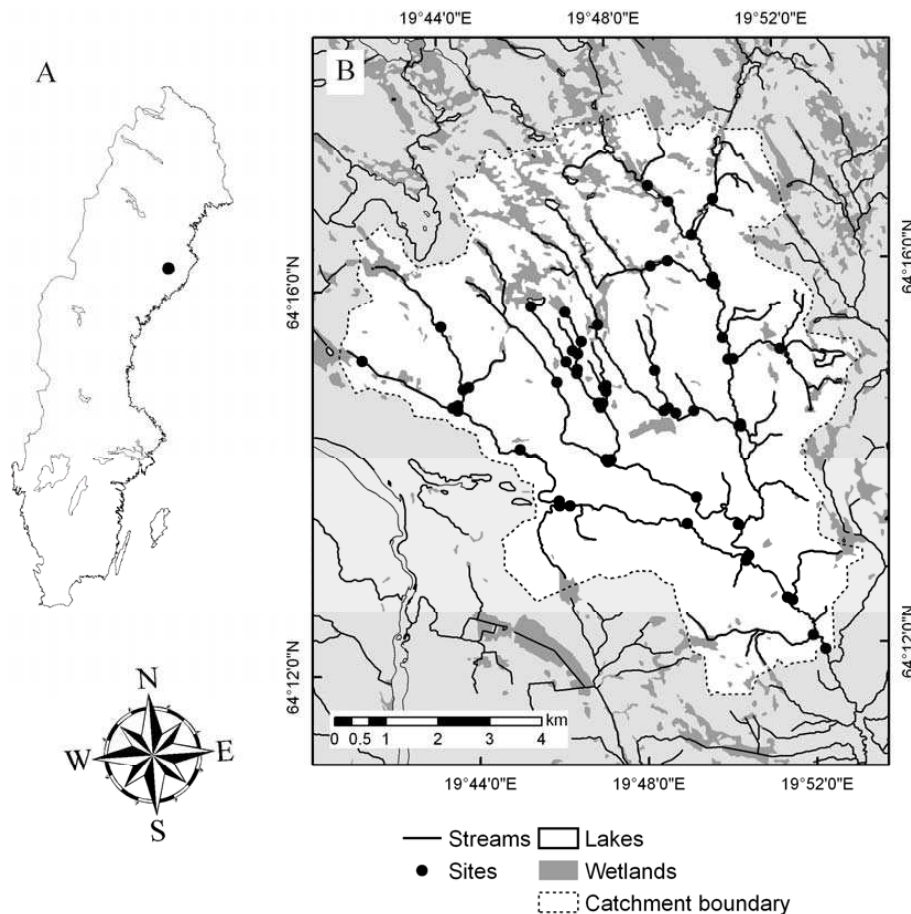 19°44'0"E 19°48'0"E 19°52'0"E
A
B
64°16'0"N
64°16'0"N
64°12'0"N
64°12'0"N
N
W E
S
km
0 0.5 1 2 3 4
19°44'0"E 19°48'0"E 19°52'0"E
Streams Lakes
Sites Wetlands
Catchment boundary